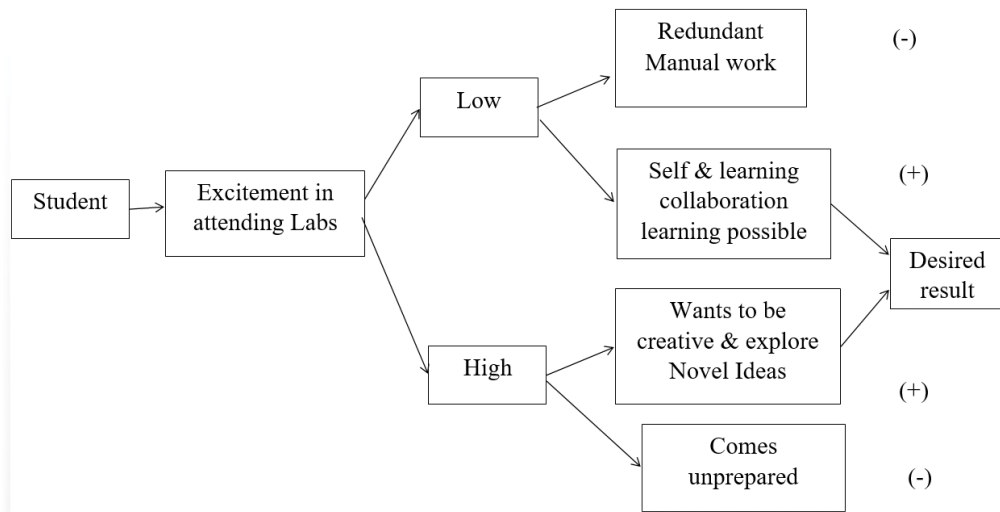 Student
Excitement in
attending Labs
Low
High
Redundant
Manual work
(-)
Self & learning
collaboration
learning possible
(+)
Wants to be
creative & explore
Novel Ideas
(+)
Comes
unprepared
(-)
Desired
result